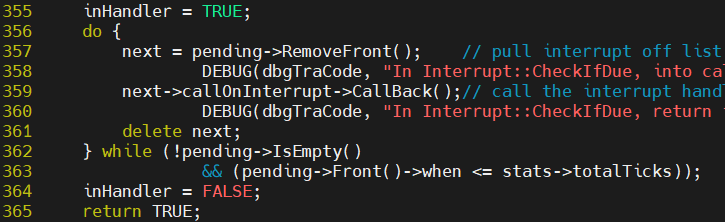 355     inHandler = TRUE;
356     do {
357         next = pending->RemoveFront();    // pull interrupt off list
358                 DEBUG(dbgTraCode, "In Interrupt::CheckIfDue, into
359         next->callOnInterrupt->CallBack();// call the interrupt
360                 DEBUG(dbgTraCode, "In Interrupt::CheckIfDue, return
361         delete next;
362     } while (!pending->IsEmpty()
363                 && (pending->Front()->when <= stats->totalTicks));
364     inHandler = FALSE;
365     return TRUE;